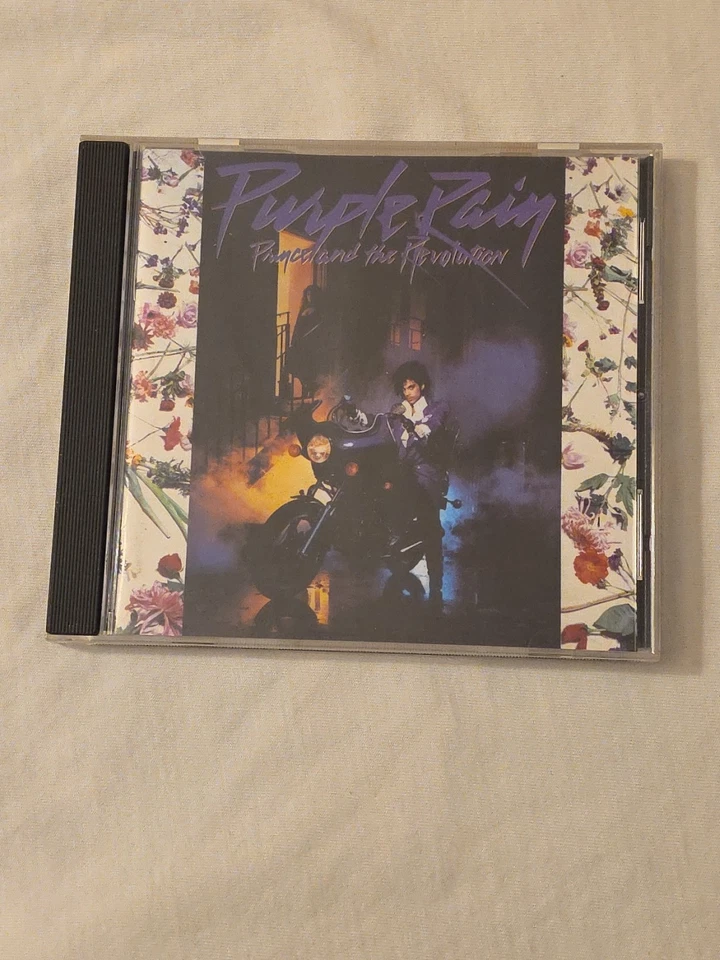 Purple Rain
Prince and the Revolution